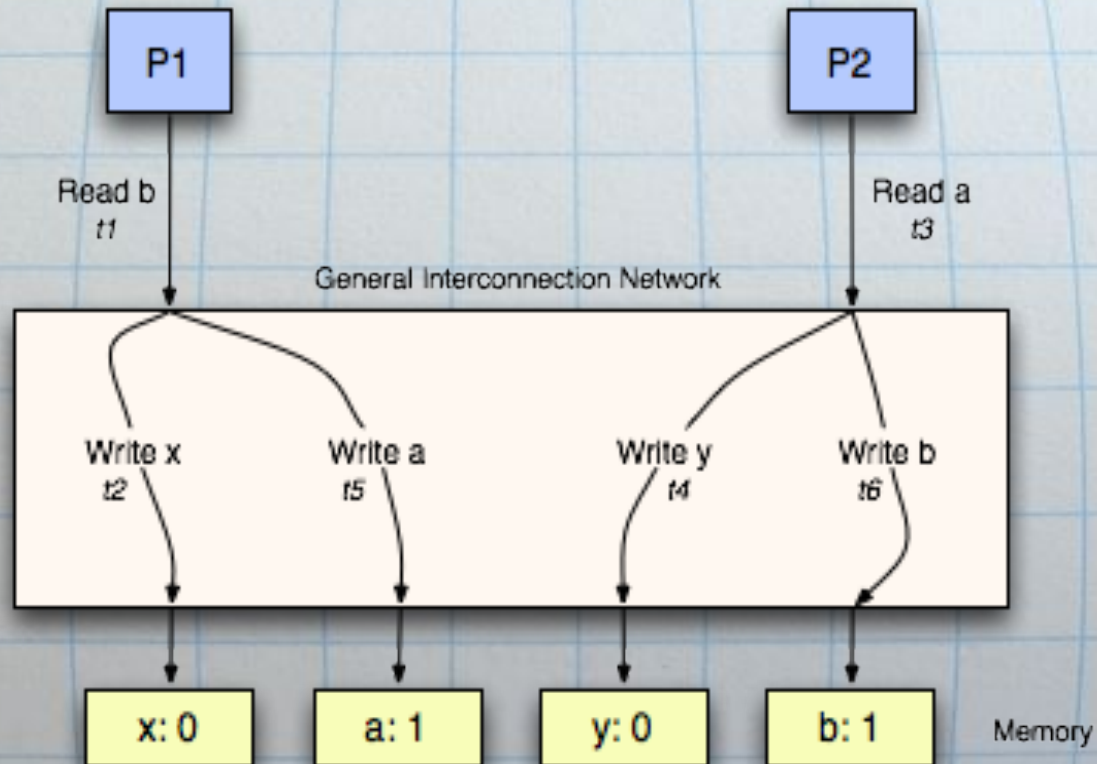 P1
P2
Read b
t1
Read a
t3
General Interconnection Network
Write x
t2
Write a
t5
Write y
t4
Write b
t6
x: 0
a: 1
y: 0
b: 1
Memory